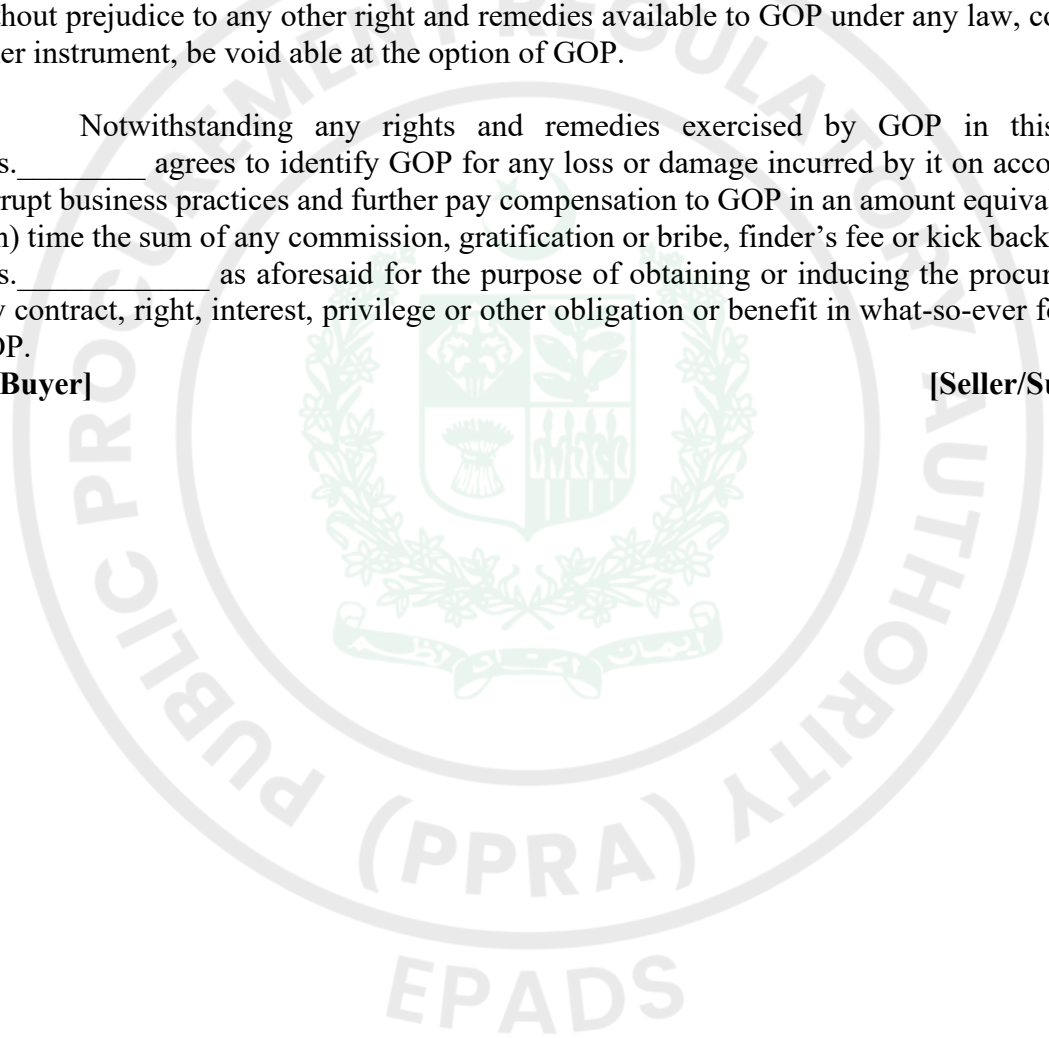 hout prejudice to any other right and remedies available to GOP under any law, co
er instrument, be void able at the option of GOP.
Notwithstanding any rights and remedies exercised by GOP in this
s.________ agrees to identify GOP for any loss or damage incurred by it on acco
rrupt business practices and further pay compensation to GOP in an amount equiva
n) time the sum of any commission, gratification or bribe, finder’s fee or kick back
s.____________ as aforesaid for the purpose of obtaining or inducing the procur
y contract, right, interest, privilege or other obligation or benefit in what-so-ever fo
OP.
Buyer] [Seller/Su
PUBLIC PROCUREMENT REGULATORY AUTHORITY
(PPRA)
EPADS